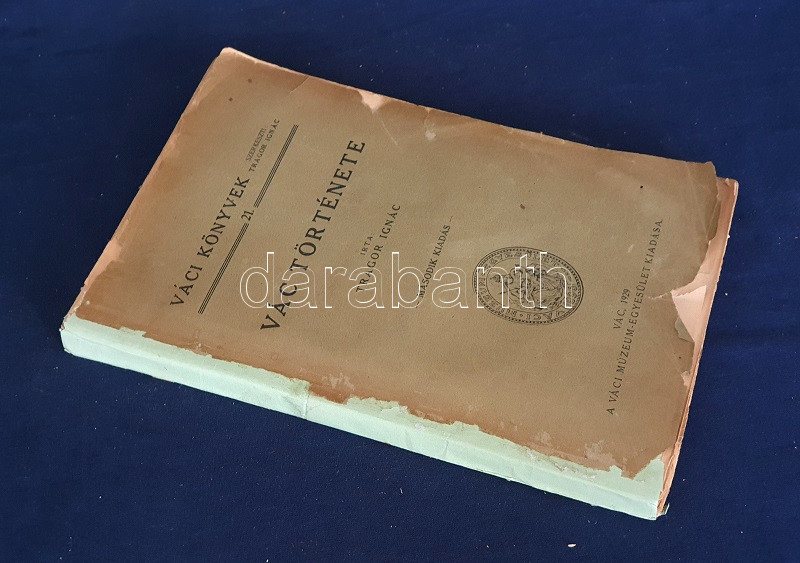 VÁCI KÖNYVEK
SZERKESZTI
TRAGOR IGNÁC
21.
VÁC TÖRTÉNETE
IRTA
TRAGOR IGNÁC
MÁSODIK KIADÁS
VÁC, 1929
A VÁCI MÚZEUM-EGYESÜLET KIADÁSA.
darabanth